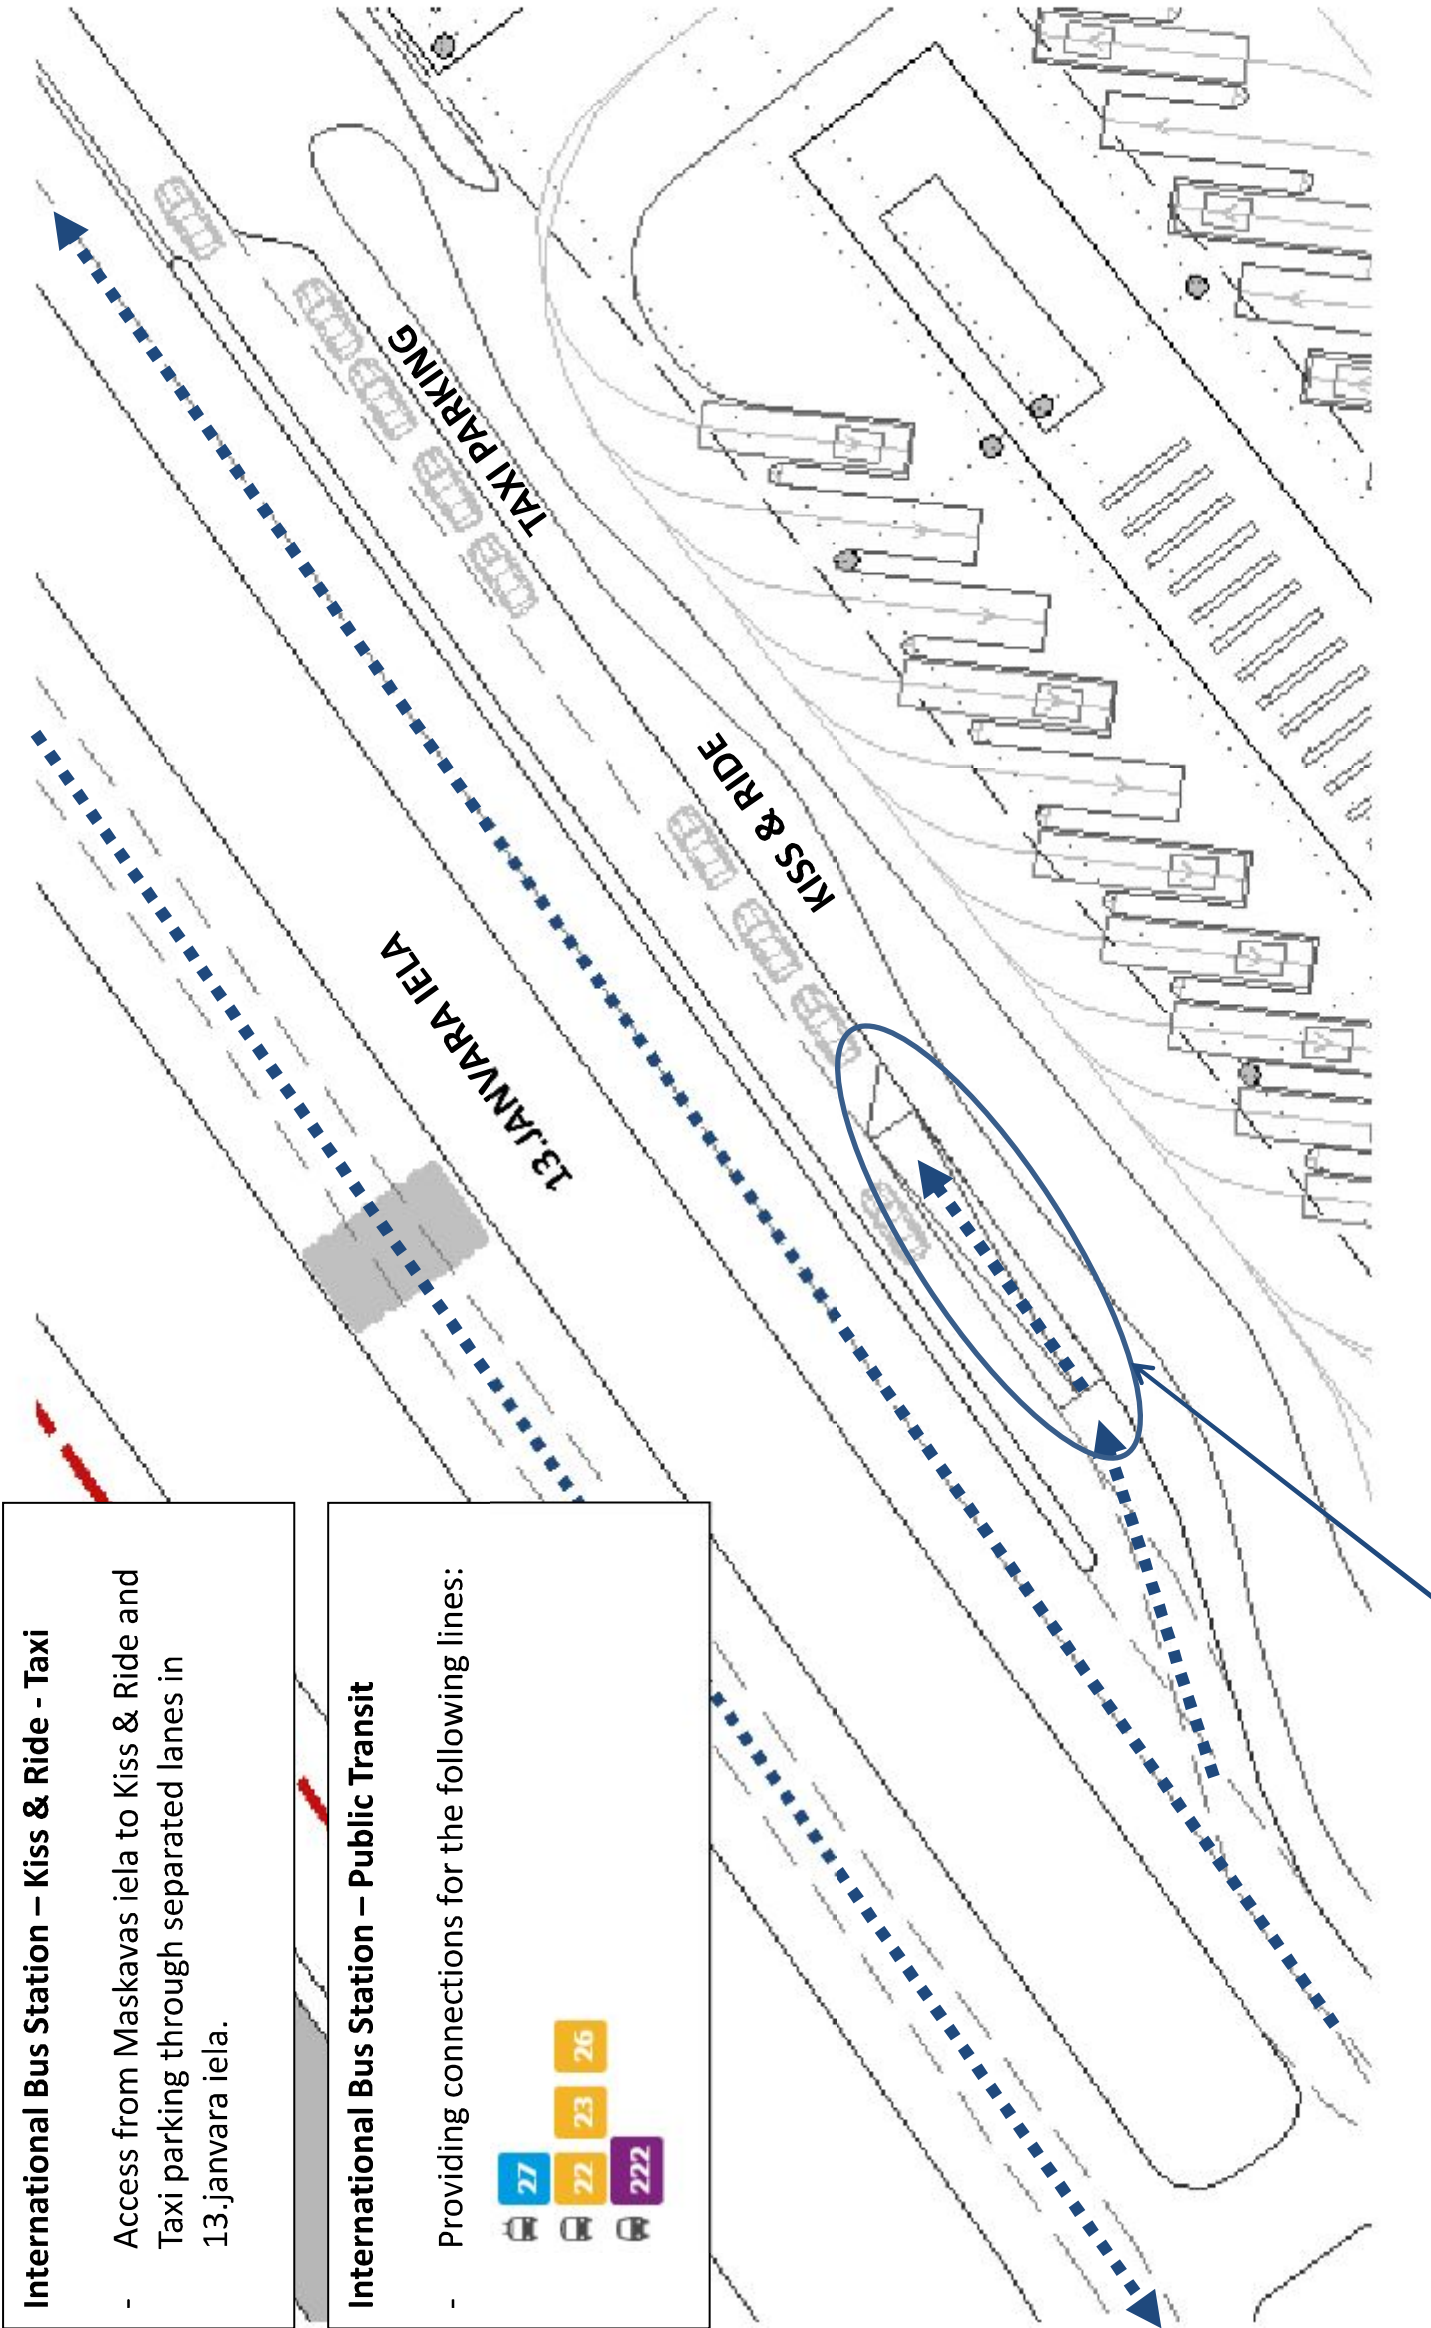 International Bus Station – Kiss & Ride - Taxi
- Access from Maskavas iela to Kiss & Ride and
Taxi parking through separated lanes in
13.janvara iela.
International Bus Station – Public Transit
- Providing connections for the following lines:
27
22 23 26
222
13.JANVARA IELA
KISS & RIDE
TAXI PARKING